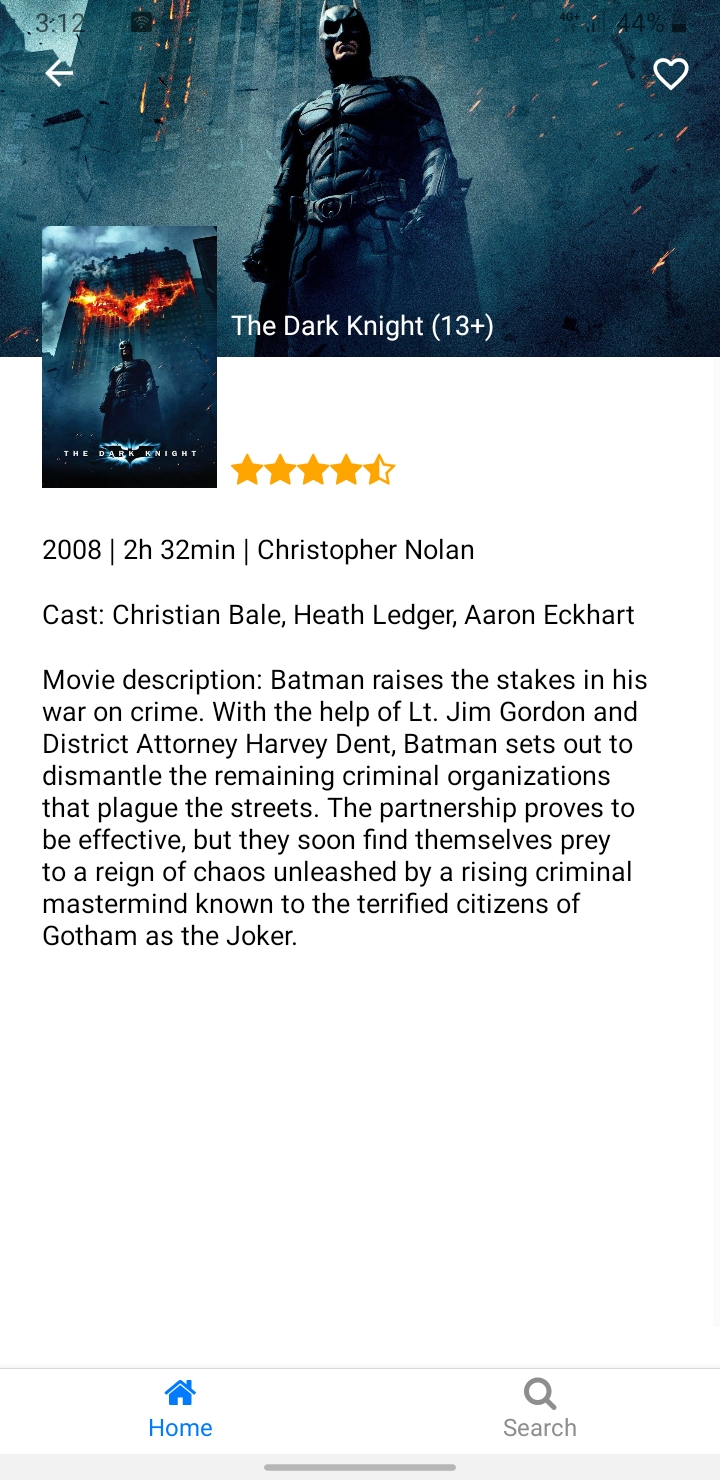 3:12
4G+
44%
The Dark Knight (13+)
THE DARK KNIGHT
2008 | 2h 32min | Christopher Nolan
Cast: Christian Bale, Heath Ledger, Aaron Eckhart
Movie description: Batman raises the stakes in his
war on crime. With the help of Lt. Jim Gordon and
District Attorney Harvey Dent, Batman sets out to
dismantle the remaining criminal organizations
that plague the streets. The partnership proves to
be effective, but they soon find themselves prey
to a reign of chaos unleashed by a rising criminal
mastermind known to the terrified citizens of
Gotham as the Joker.
Home
Search